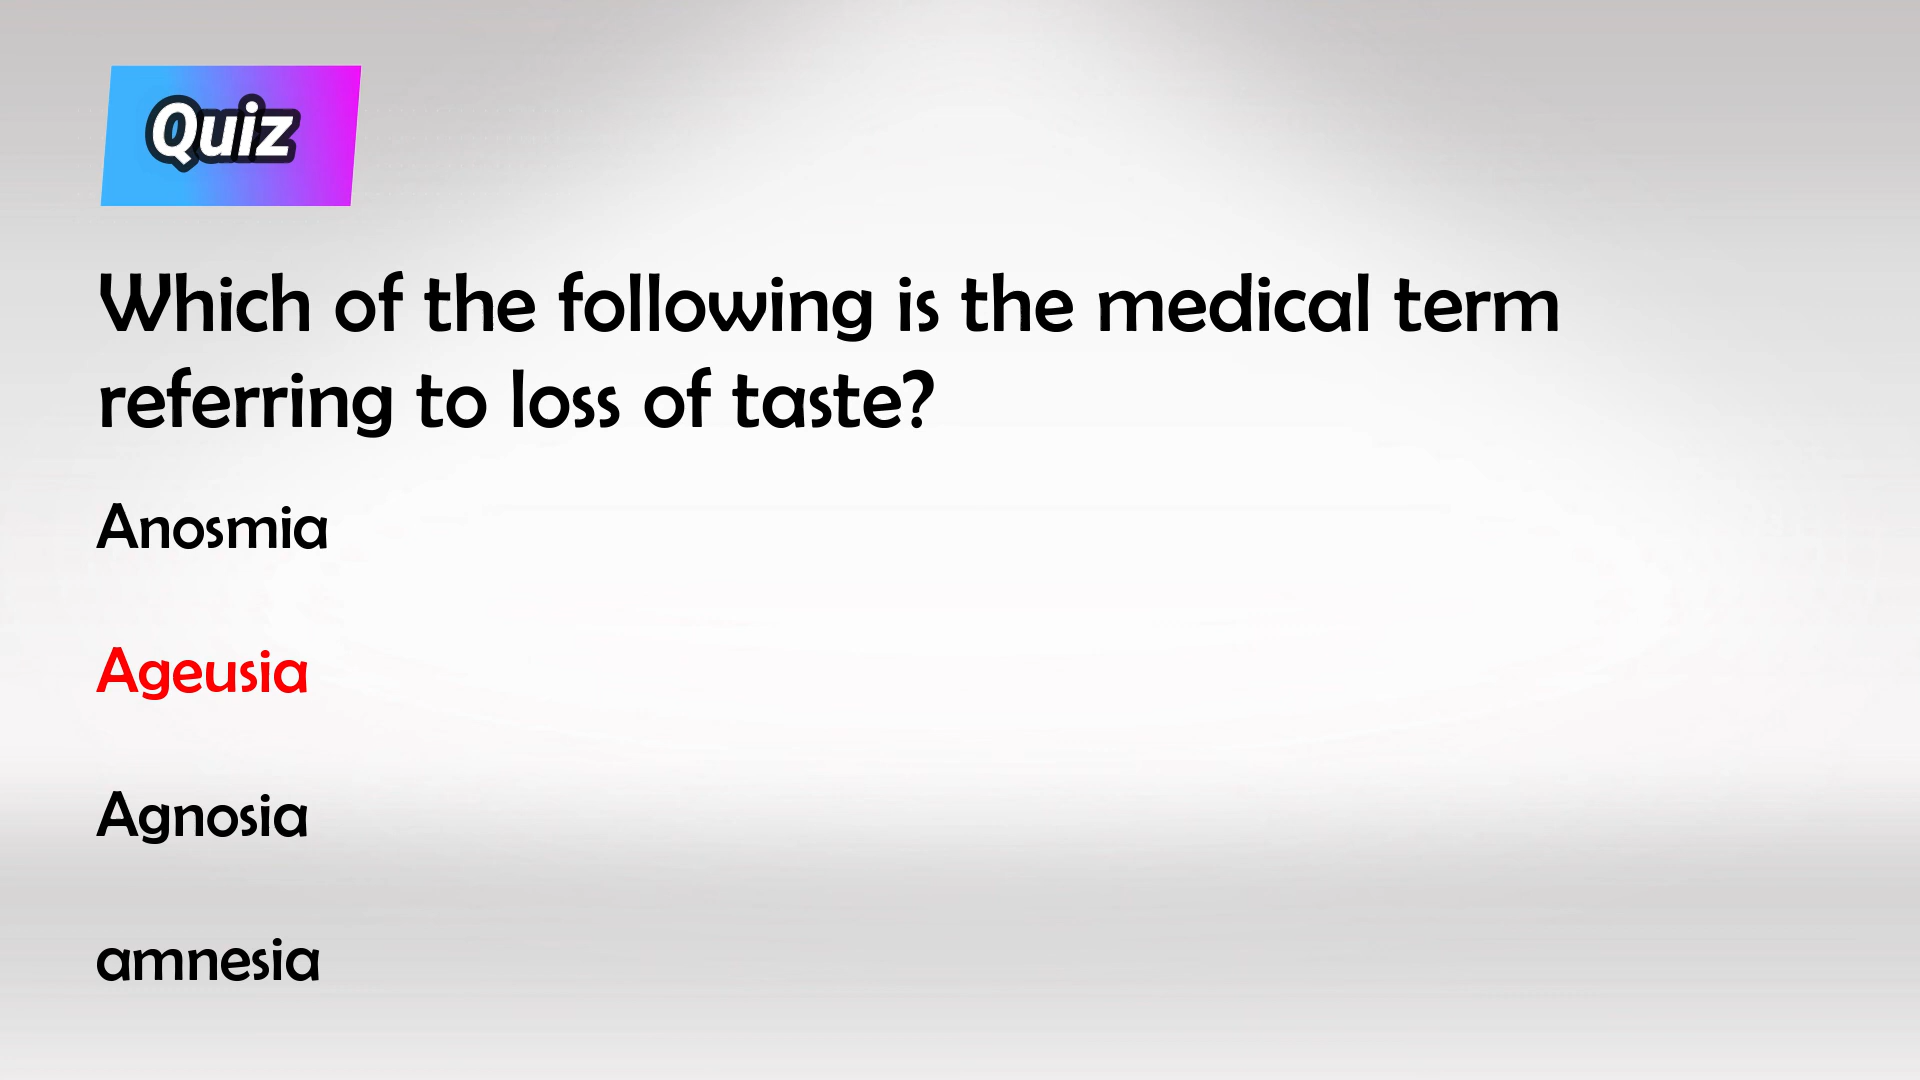 Quiz
Which of the following is the medical term
referring to loss of taste?
Anosmia
Ageusia
Agnosia
amnesia